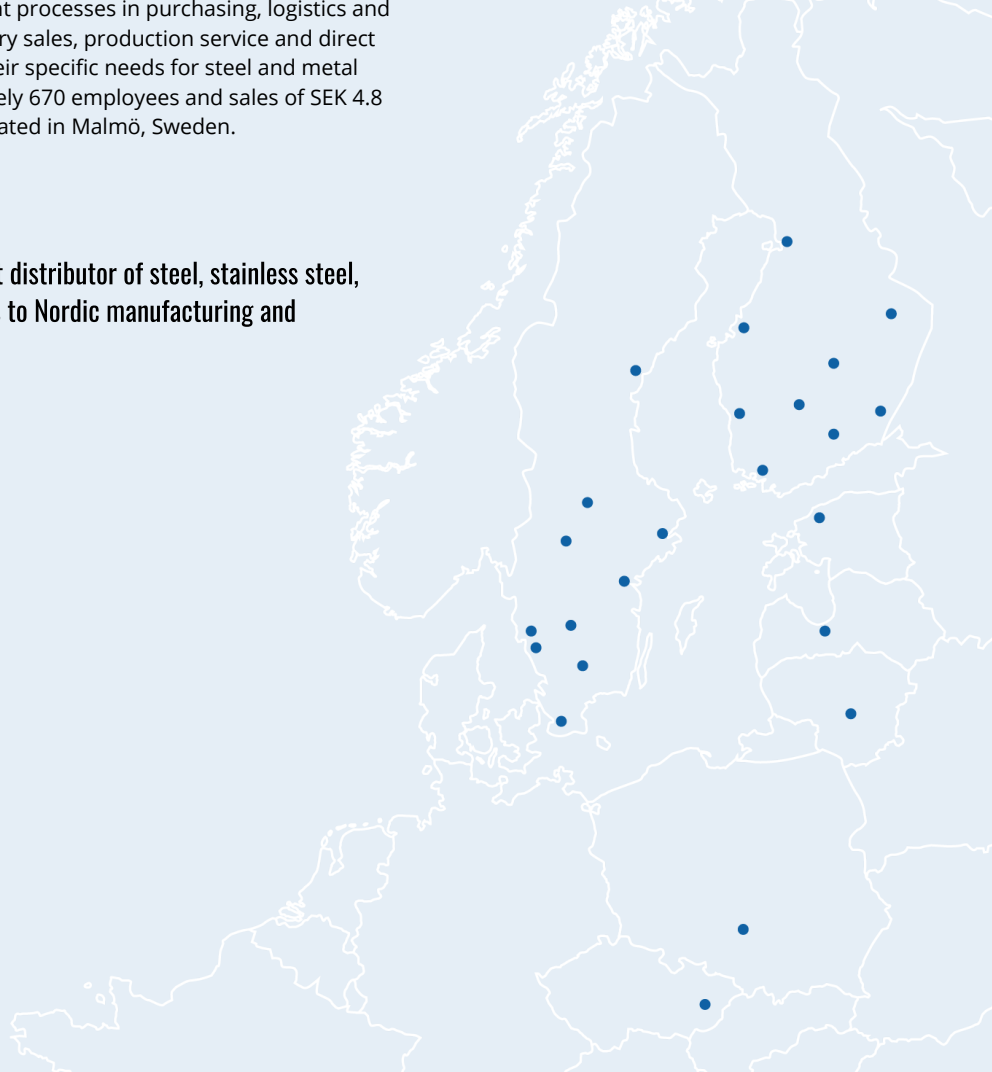 nt processes in purchasing, logistics and
ry sales, production service and direct
eir specific needs for steel and metal
ely 670 employees and sales of SEK 4.8
ated in Malmö, Sweden.
t distributor of steel, stainless steel,
s to Nordic manufacturing and